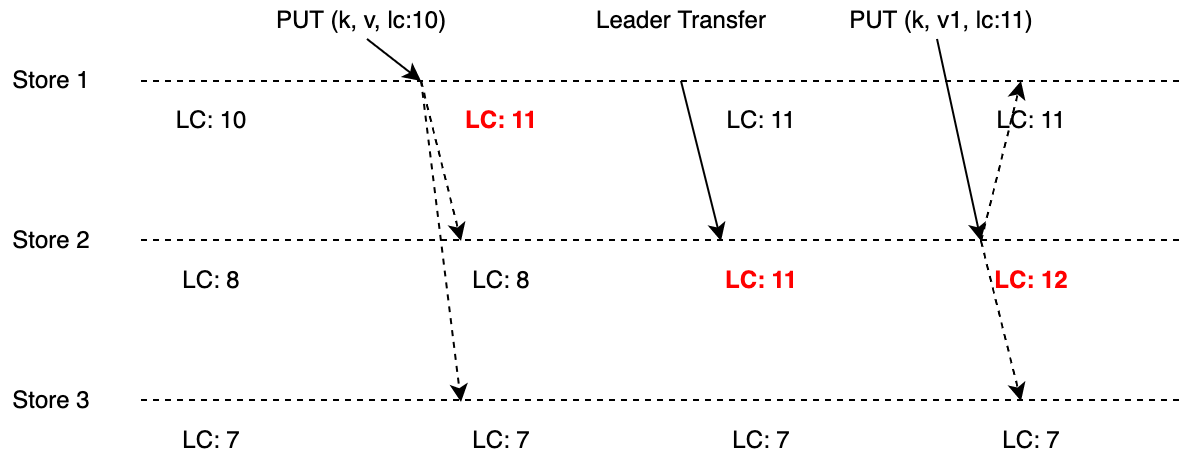 PUT (k, v, lc:10)
Leader Transfer
PUT (k, v1, lc:11)
Store 1
LC: 10
LC: 11
LC: 11
LC: 11
Store 2
LC: 8
LC: 8
LC: 11
LC: 12
Store 3
LC: 7
LC: 7
LC: 7
LC: 7